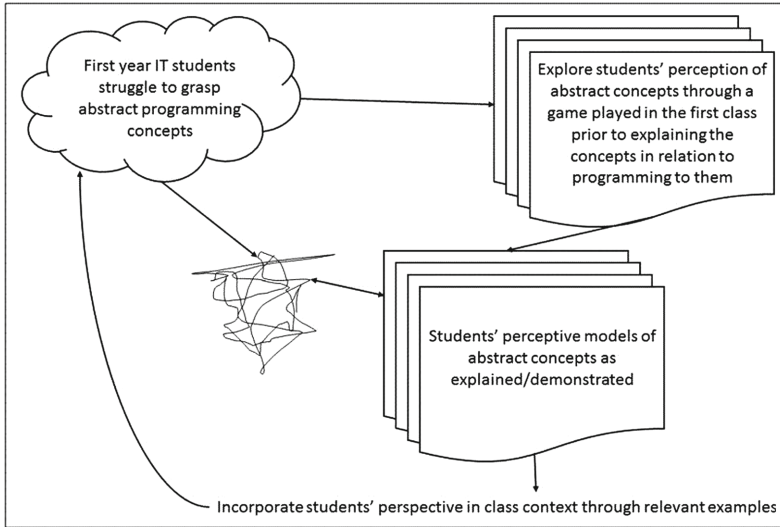 First year IT students
struggle to grasp
abstract programming
concepts
Explore students' perception of
abstract concepts through a
game played in the first class
prior to explaining the
concepts in relation to
programming to them
Students' perceptive models of
abstract concepts as
explained/demonstrated
Incorporate students' perspective in class context through relevant examples